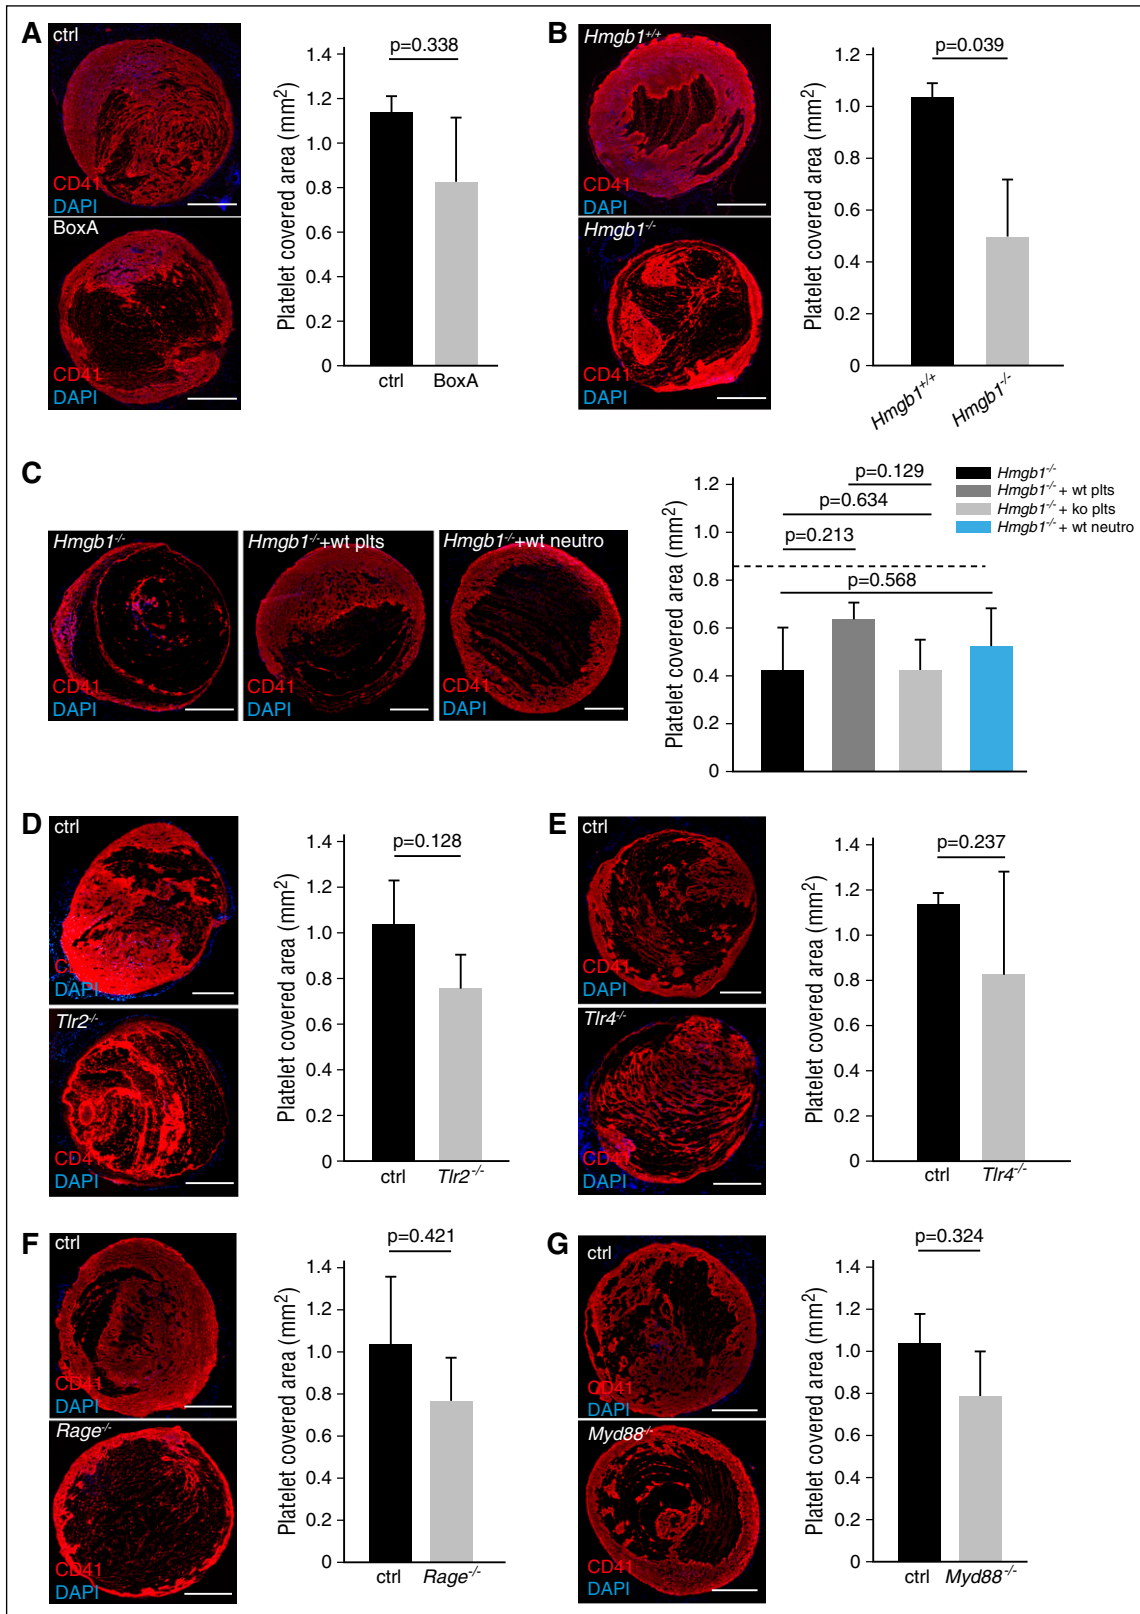 A
ctrl
CD41
DAPI
BoxA
CD41
DAPI
Platelet covered area (mm²)
p=0.338
1.4
1.2
1.0
0.8
0.6
0.4
0.2
0
ctrl BoxA
B
Hmgb1+/+
CD41
DAPI
Hmgb1-/-
CD41
DAPI
Platelet covered area (mm²)
p=0.039
1.2
1.0
0.8
0.6
0.4
0.2
0
Hmgb1+/+ Hmgb1-/-
C
Hmgb1-/-
CD41
DAPI
Hmgb1-/-+wt plts
CD41
DAPI
Hmgb1-/-+wt neutro
CD41
DAPI
Platelet covered area (mm²)
1.2
1.0
0.8
0.6
0.4
0.2
0
p=0.129
p=0.634
p=0.213
p=0.568
Hmgb1-/-
Hmgb1-/- + wt plts
Hmgb1-/- + ko plts
Hmgb1-/- + wt neutro
D
ctrl
CD41
DAPI
Tlr2-/-
CD41
DAPI
Platelet covered area (mm²)
p=0.128
1.4
1.2
1.0
0.8
0.6
0.4
0.2
0
ctrl Tlr2-/-
E
ctrl
CD41
DAPI
Tlr4-/-
CD41
DAPI
Platelet covered area (mm²)
p=0.237
1.4
1.2
1.0
0.8
0.6
0.4
0.2
0
ctrl Tlr4-/-
F
ctrl
CD41
DAPI
Rage-/-
CD41
DAPI
Platelet covered area (mm²)
p=0.421
1.4
1.2
1.0
0.8
0.6
0.4
0.2
0
ctrl Rage-/-
G
ctrl
CD41
DAPI
Myd88-/-
CD41
DAPI
Platelet covered area (mm²)
p=0.324
1.4
1.2
1.0
0.8
0.6
0.4
0.2
0
ctrl Myd88-/-